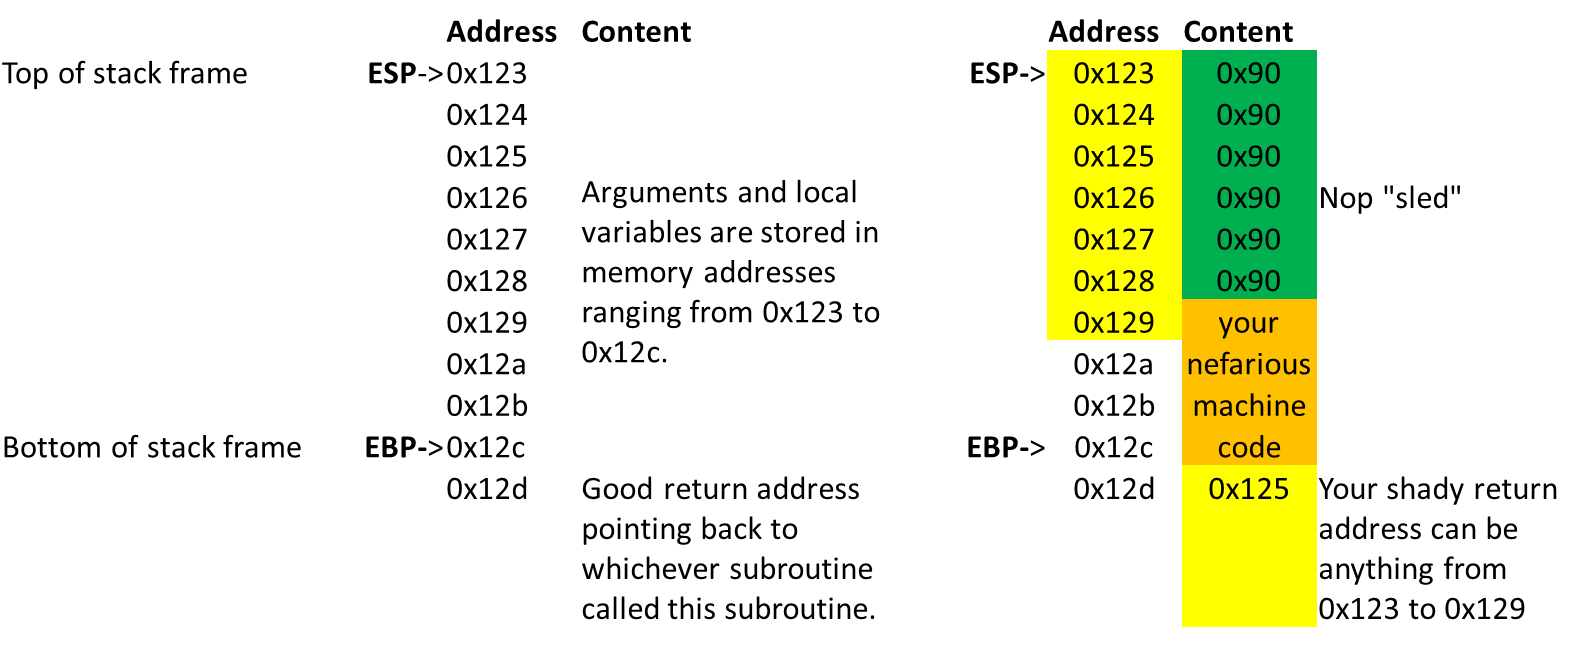 Address Content Address Content
Top of stack frame ESP->0x123 ESP-> 0x123 0x90
0x124 0x124 0x90
0x125 0x125 0x90
Arguments and local
variables are stored in
memory addresses
ranging from 0x123 to
0x12c.
0x126 0x126 0x90 Nop "sled"
0x127 0x127 0x90
0x128 0x128 0x90
0x129 0x129 your
0x12a 0x12a nefarious
0x12b 0x12b machine
Bottom of stack frame EBP->0x12c EBP-> 0x12c code
0x12d 0x12d 0x125
Good return address
pointing back to
whichever subroutine
called this subroutine.
Your shady return
address can be
anything from
0x123 to 0x129